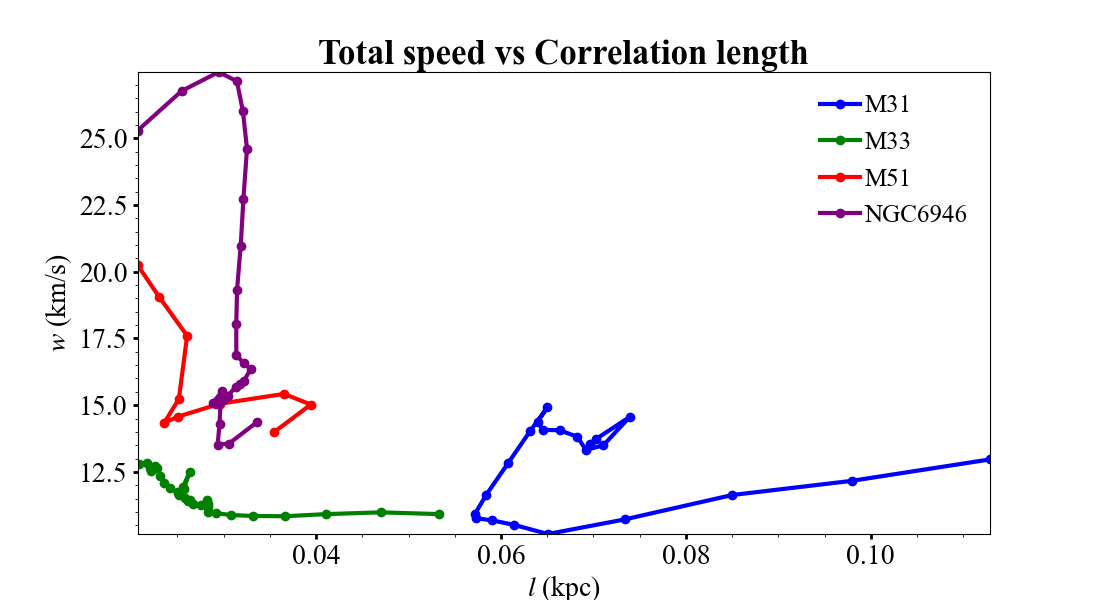 Total speed vs Correlation length
M31
M33
M51
NGC6946
w (km/s)
25.0
22.5
20.0
17.5
15.0
12.5
0.04
0.06
0.08
0.10
l (kpc)